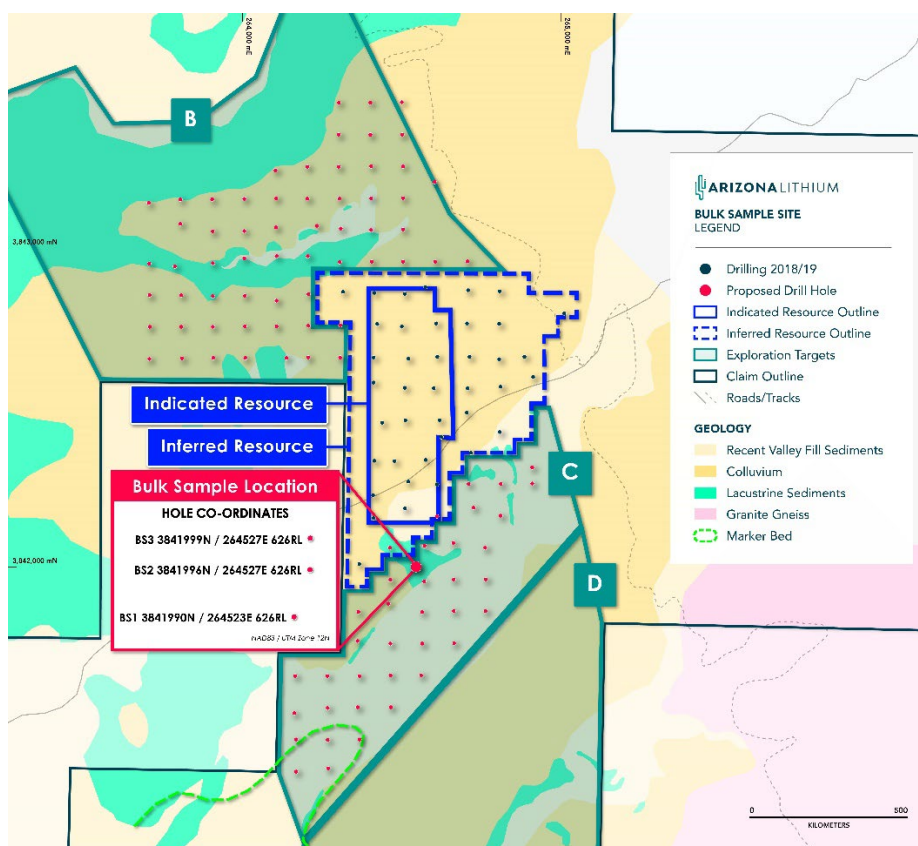 264,000 mE
265,000 mE
B
3,843,000 mN
ARIZONALITHIUM
BULK SAMPLE SITE
LEGEND
Drilling 2018/19
Proposed Drill Hole
Indicated Resource Outline
Inferred Resource Outline
Exploration Targets
Claim Outline
Roads/Tracks
GEOLOGY
Recent Valley Fill Sediments
Colluvium
Lacustrine Sediments
Granite Gneiss
Marker Bed
Indicated Resource
Inferred Resource
C
Bulk Sample Location
HOLE CO-ORDINATES
BS3 3841999N / 264527E 626RL
BS2 3841996N / 264527E 626RL
BS1 3841990N / 264523E 626RL
NAD83 / UTM Zone 12N
3,842,000 mN
D
0 500
KILOMETERS